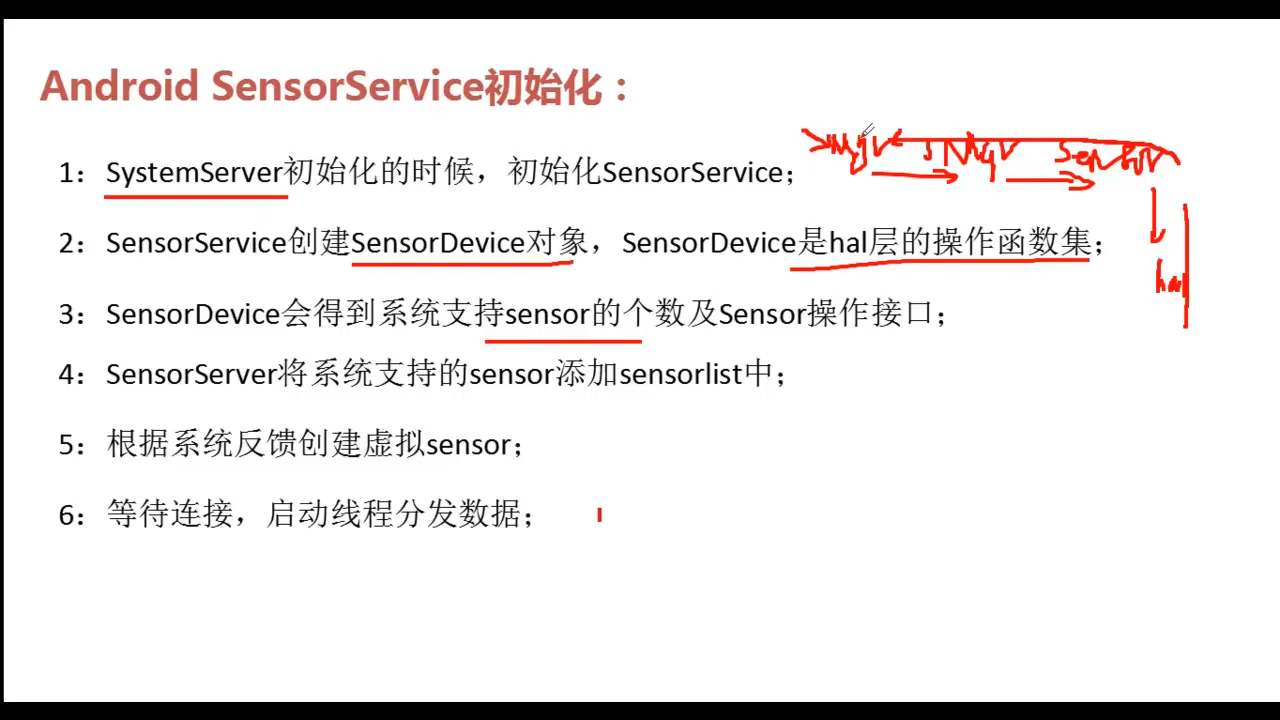 Android SensorService初始化：
1：SystemServer初始化的时候，初始化SensorService；
2：SensorService创建SensorDevice对象，SensorDevice是hal层的操作函数集；
3：SensorDevice会得到系统支持sensor的个数及Sensor操作接口；
4：SensorServer将系统支持的sensor添加sensorlist中；
5：根据系统反馈创建虚拟sensor；
6：等待连接，启动线程分发数据；
hal